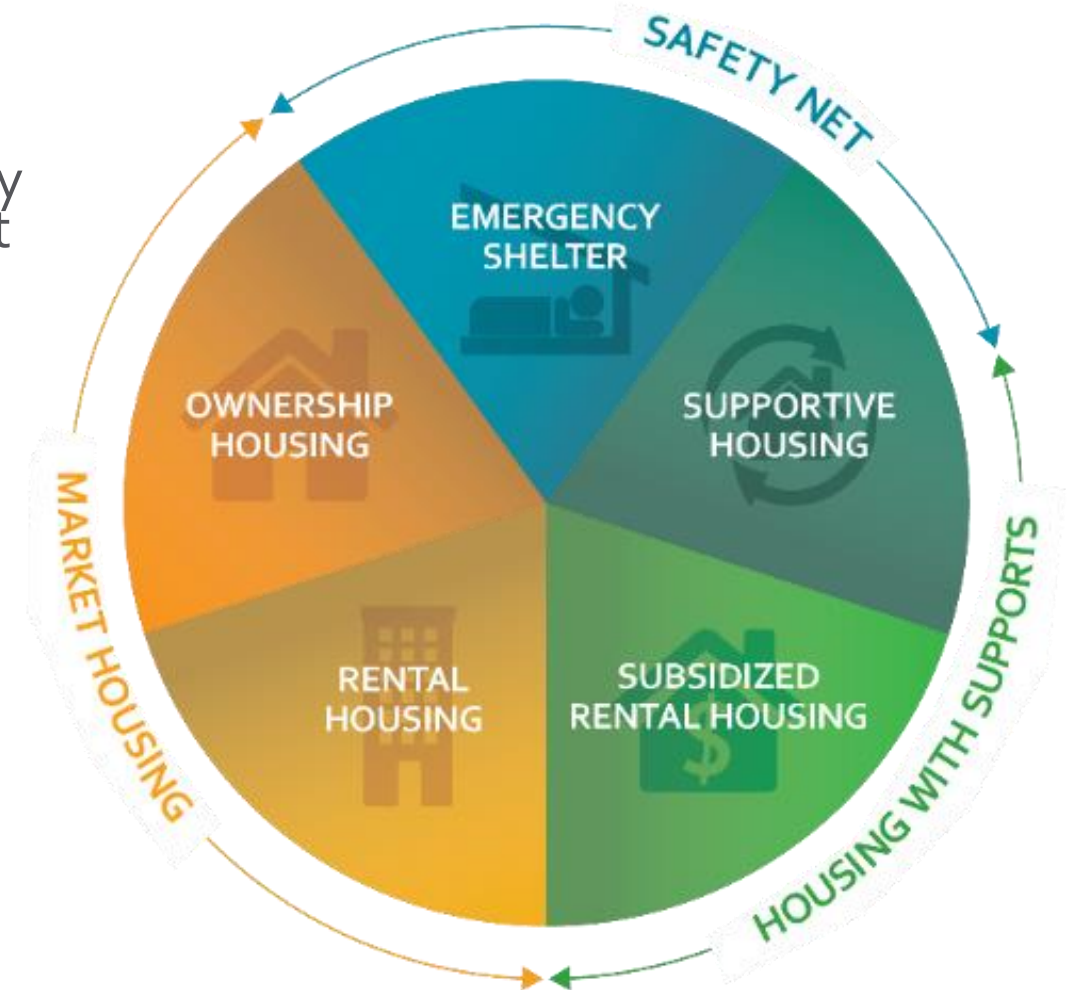 SAFETY NET
y
t
EMERGENCY
SHELTER
OWNERSHIP
HOUSING
SUPPORTIVE
HOUSING
MARKET HOUSING
HOUSING WITH SUPPORTS
RENTAL
HOUSING
SUBSIDIZED
RENTAL HOUSING
$